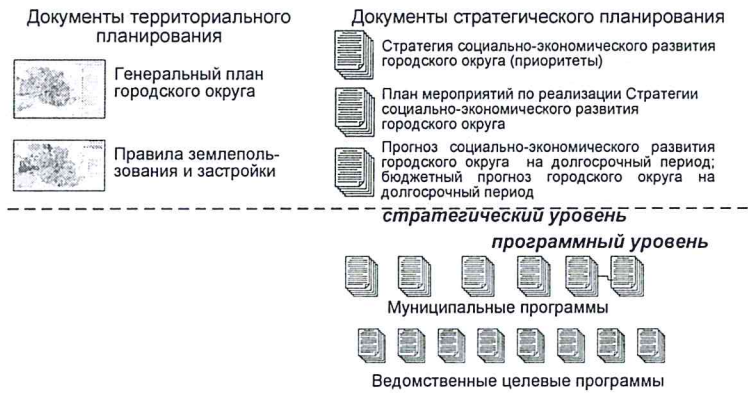 Документы территориального
планирования
Генеральный план
городского округа
Правила землеполь-
зования и застройки
Документы стратегического планирования
Стратегия социально-экономического развития
городского округа (приоритеты)
План мероприятий по реализации Стратегии
социально-экономического развития
городского округа
Прогноз социально-экономического развития
городского округа на долгосрочный период;
бюджетный прогноз городского округа на
долгосрочный период
стратегический уровень
программный уровень
Муниципальные программы
Ведомственные целевые программы